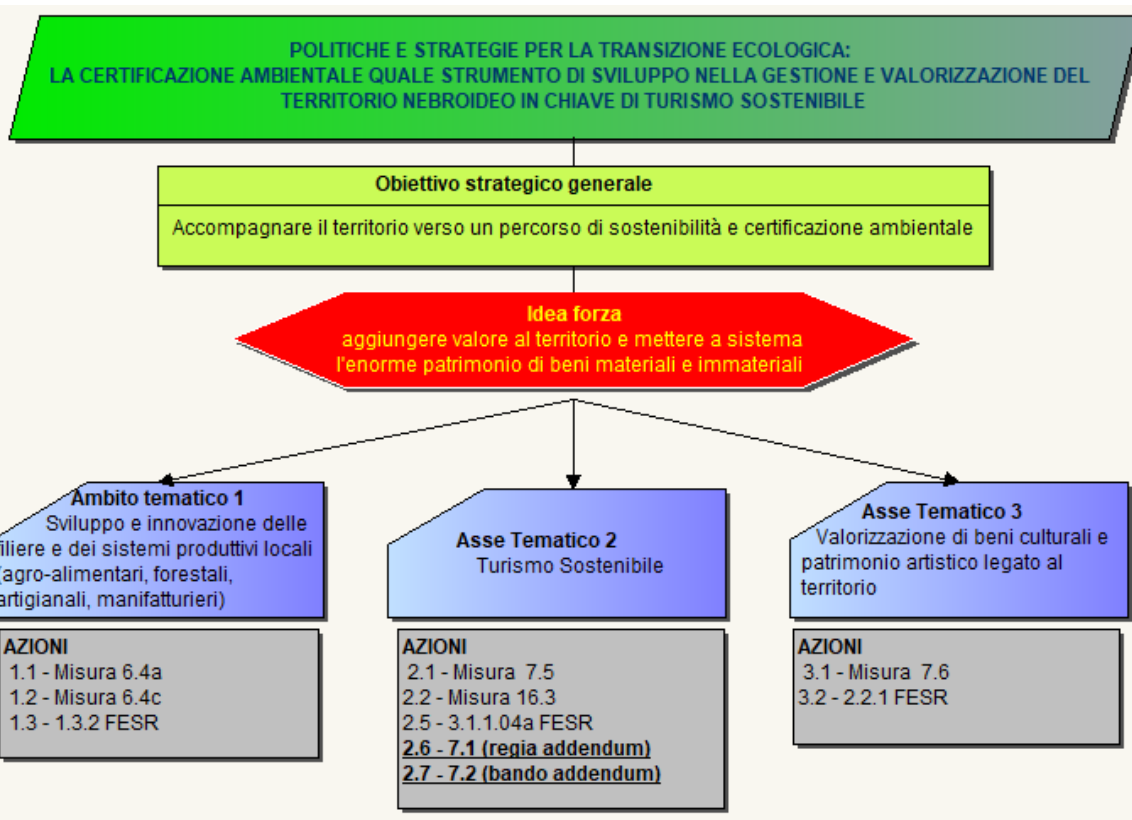 POLITICHE E STRATEGIE PER LA TRANSIZIONE ECOLOGICA:
LA CERTIFICAZIONE AMBIENTALE QUALE STRUMENTO DI SVILUPPO NELLA GESTIONE E VALORIZZAZIONE DEL
TERRITORIO NEBROIDEO IN CHIAVE DI TURISMO SOSTENIBILE
Obiettivo strategico generale
Accompagnare il territorio verso un percorso di sostenibilità e certificazione ambientale
Idea forza
aggiungere valore al territorio e mettere a sistema
l'enorme patrimonio di beni materiali e immateriali
Ambito tematico 1
Sviluppo e innovazione delle
filiere e dei sistemi produttivi locali
(agro-alimentari, forestali,
artigianali, manifatturieri)
AZIONI
1.1 - Misura 6.4a
1.2 - Misura 6.4c
1.3 - 1.3.2 FESR
Asse Tematico 2
Turismo Sostenibile
AZIONI
2.1 - Misura 7.5
2.2 - Misura 16.3
2.5 - 3.1.1.04a FESR
2.6 - 7.1 (regia addendum)
2.7 - 7.2 (bando addendum)
Asse Tematico 3
Valorizzazione di beni culturali e
patrimonio artistico legato al
territorio
AZIONI
3.1 - Misura 7.6
3.2 - 2.2.1 FESR